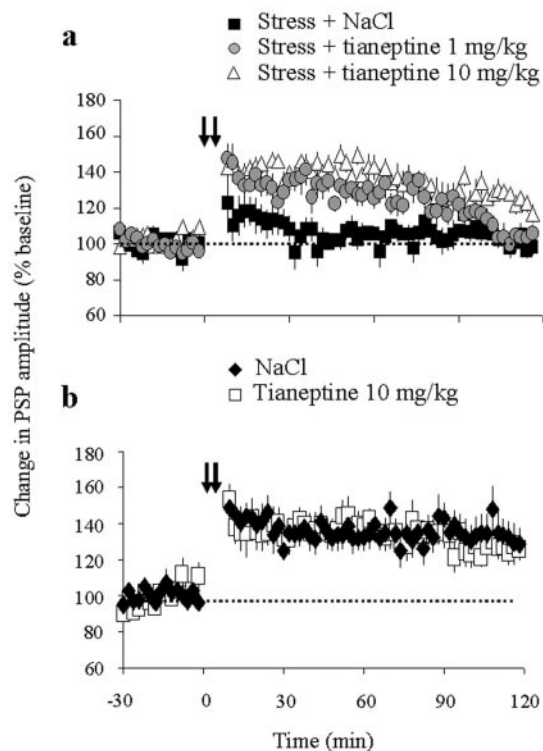 a
Stress + NaCl
Stress + tianeptine 1 mg/kg
Stress + tianeptine 10 mg/kg
180
160
140
120
100
80
60
Change in PSP amplitude (% baseline)
b
NaCl
Tianeptine 10 mg/kg
180
160
140
120
100
80
60
-30 0 30 60 90 120
Time (min)